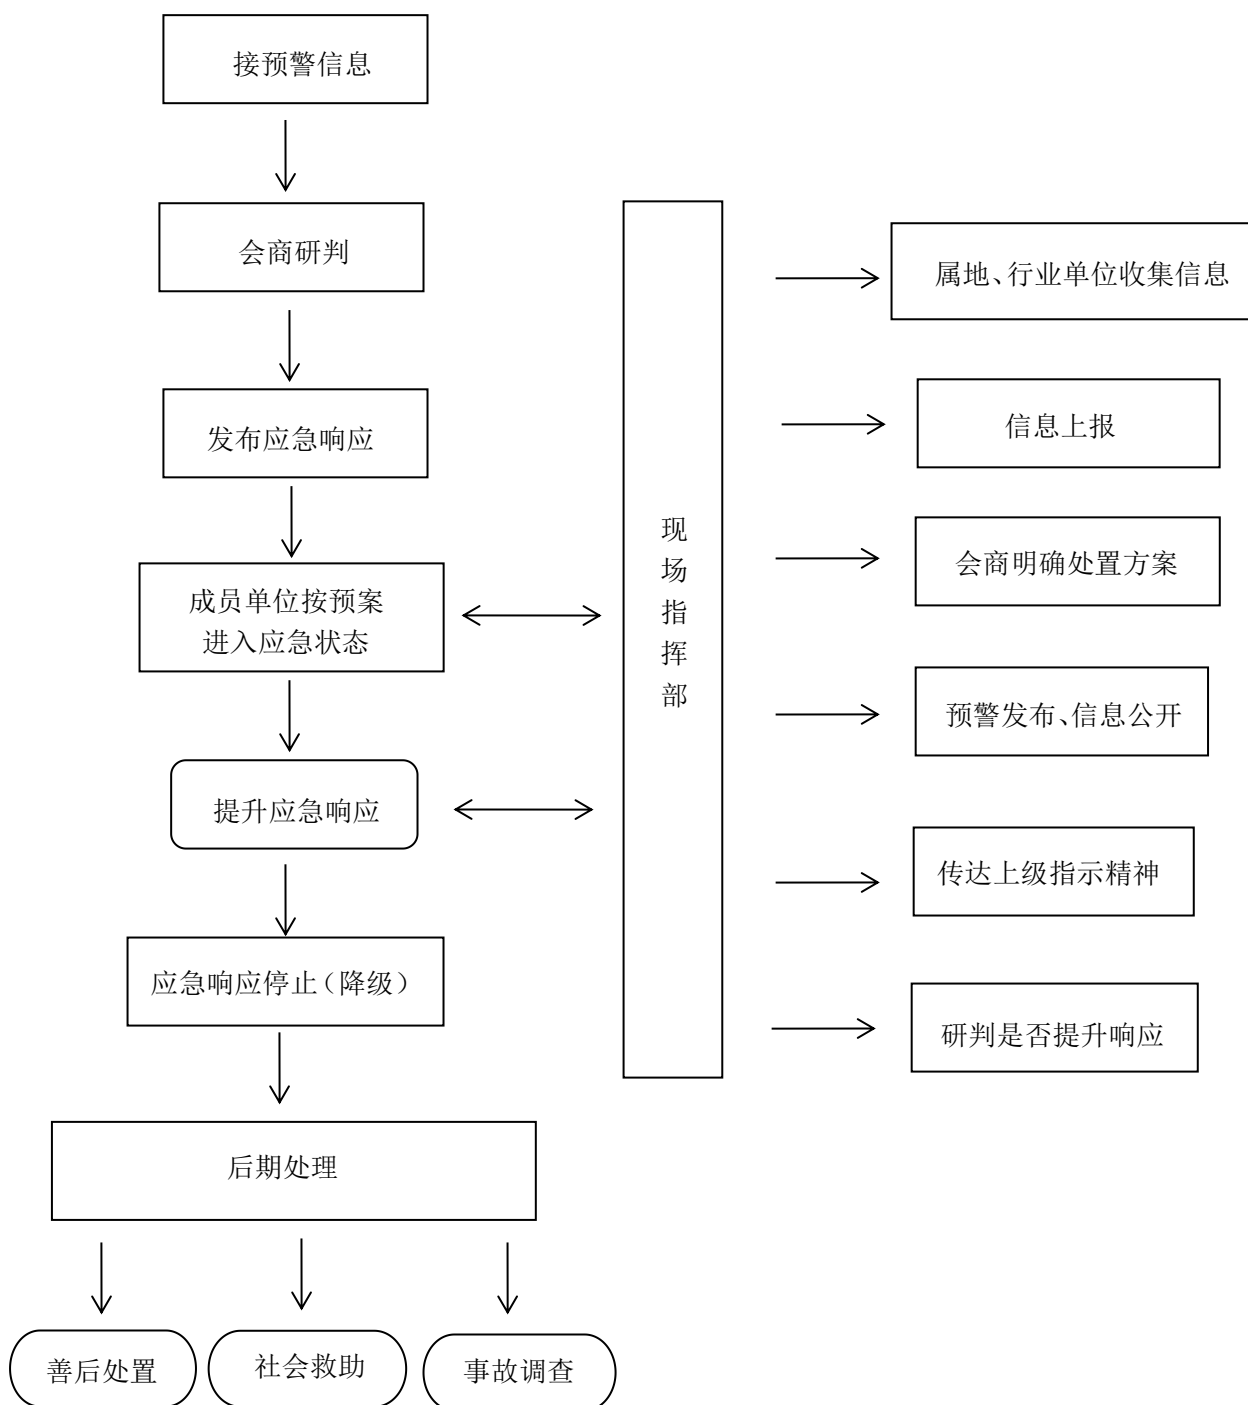 接预警信息
会商研判
发布应急响应
成员单位按预案
进入应急状态
提升应急响应
应急响应停止（降级）
后期处理
善后处置
社会救助
事故调查
现
场
指
挥
部
属地、行业单位收集信息
信息上报
会商明确处置方案
预警发布、信息公开
传达上级指示精神
研判是否提升响应